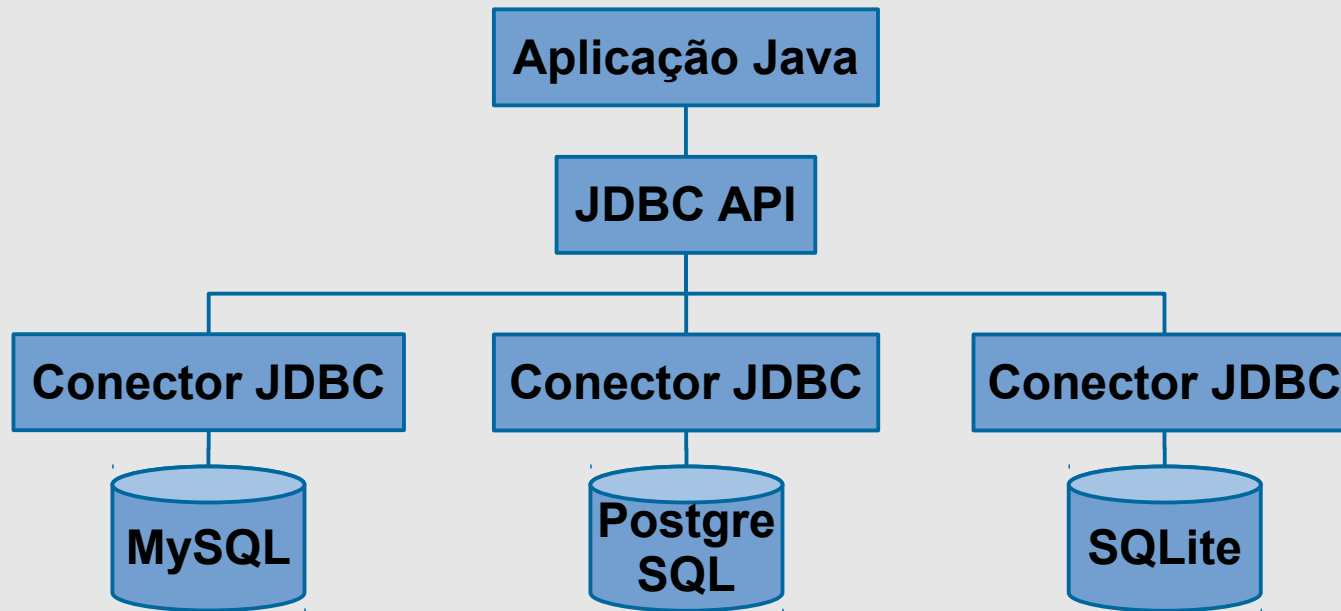 Aplicação Java
JDBC API
Conector JDBC
Conector JDBC
Conector JDBC
MySQL
Postgre
SQL
SQLite